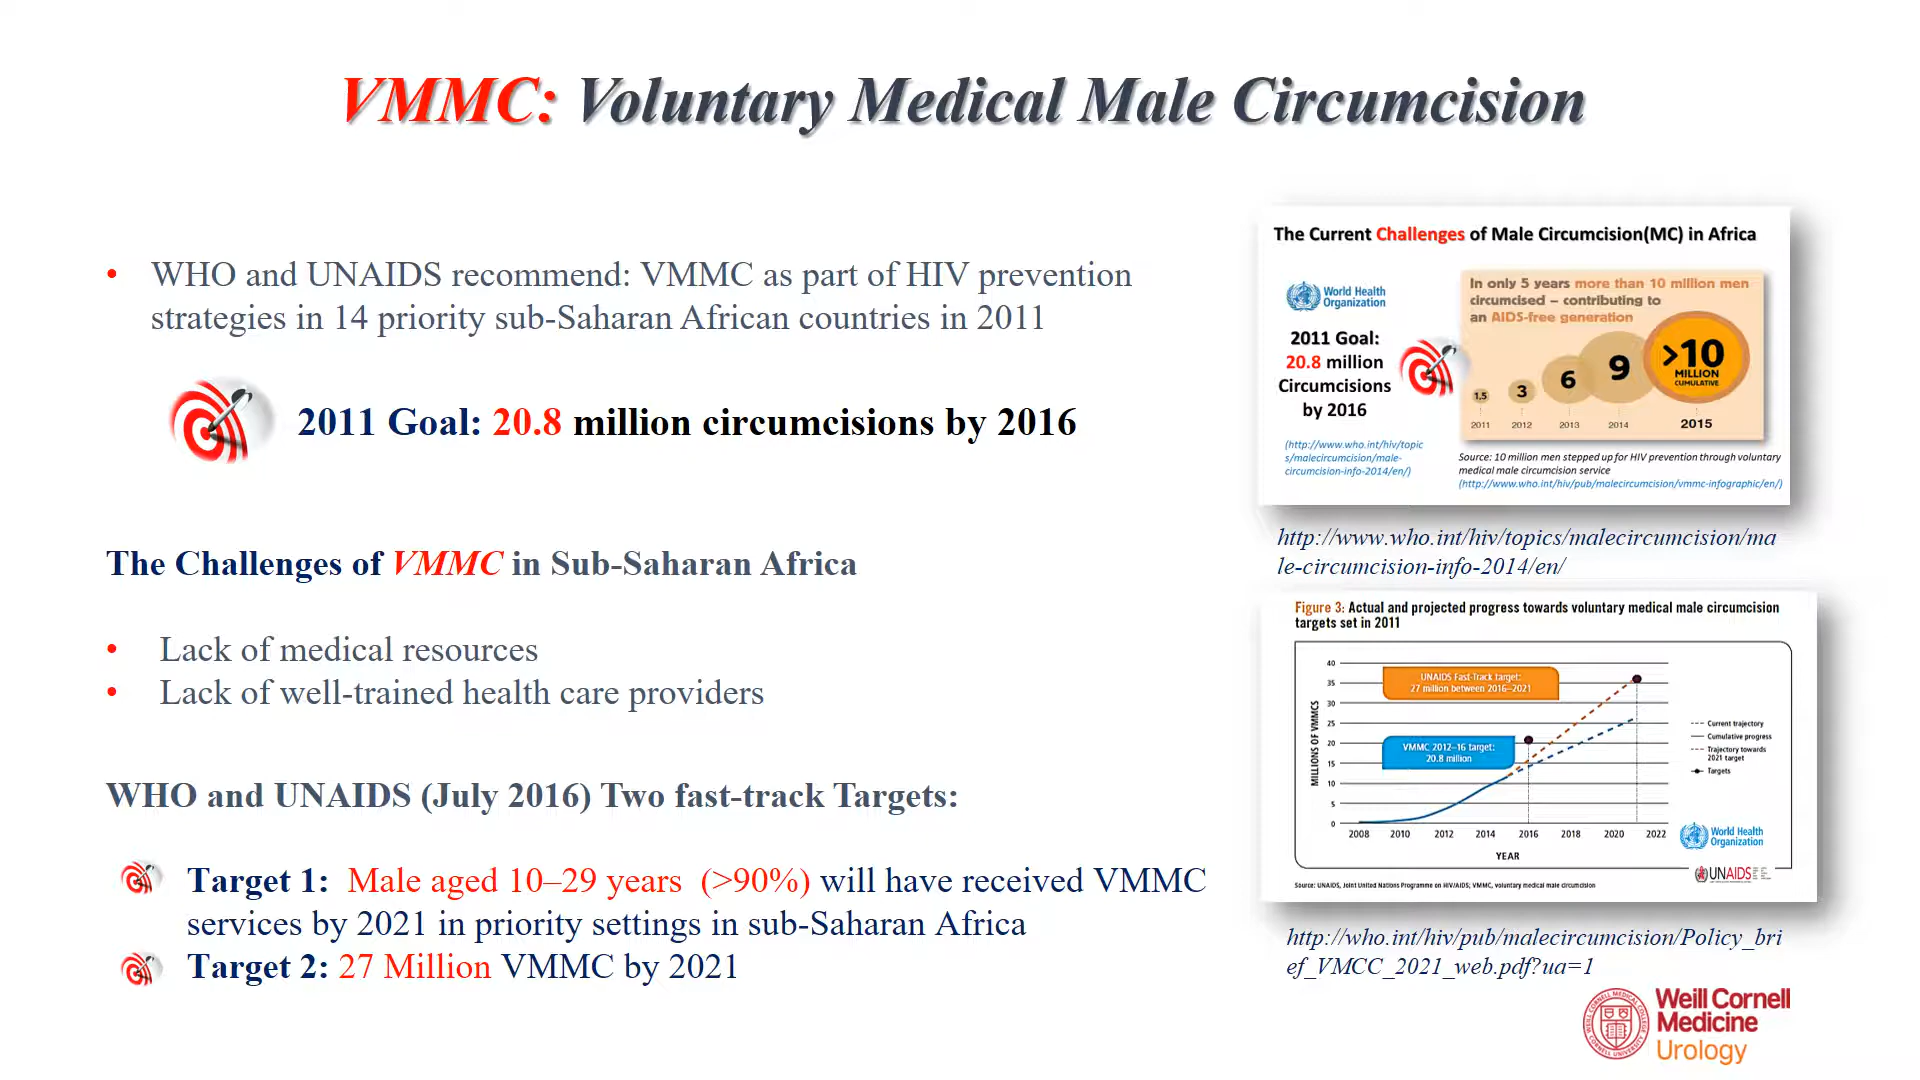 VMMC: Voluntary Medical Male Circumcision
• WHO and UNAIDS recommend: VMMC as part of HIV prevention
strategies in 14 priority sub-Saharan African countries in 2011
2011 Goal: 20.8 million circumcisions by 2016
The Challenges of VMMC in Sub-Saharan Africa
• Lack of medical resources
• Lack of well-trained health care providers
WHO and UNAIDS (July 2016) Two fast-track Targets:
Target 1: Male aged 10–29 years (>90%) will have received VMMC
services by 2021 in priority settings in sub-Saharan Africa
Target 2: 27 Million VMMC by 2021
The Current Challenges of Male Circumcision(MC) in Africa
World Health
Organization
2011 Goal:
20.8 million
Circumcisions
by 2016
(http://www.who.int/hiv/topic
s/malecircumcision/male-
circumcision-info-2014/en/)
In only 5 years more than 10 million men
circumcised – contributing to
an AIDS-free generation
1.5 3 6 9 >10
MILLION
CUMULATIVE
2011 2012 2013 2014 2015
Source: 10 million men stepped up for HIV prevention through voluntary
medical male circumcision service
(http://www.who.int/hiv/pub/malecircumcision/vmmc-infographic/en/)
http://www.who.int/hiv/topics/malecircumcision/ma
le-circumcision-info-2014/en/
Figure 3: Actual and projected progress towards voluntary medical male circumcision
targets set in 2011
MILLIONS OF VMMCS
40
35
30
25
20
15
10
5
0
UNAIDS Fast-Track target:
27 million between 2016–2021
VMMC 2012–16 target:
20.8 million
2008 2010 2012 2014 2016 2018 2020 2022
YEAR
Current trajectory
Cumulative progress
Trajectory towards
2021 target
Targets
World Health
Organization
UNAIDS
Source: UNAIDS, Joint United Nations Programme on HIV/AIDS; VMMC, voluntary medical male circumcision
http://who.int/hiv/pub/malecircumcision/Policy_bri
ef_VMCC_2021_web.pdf?ua=1
Weill Cornell
Medicine
Urology